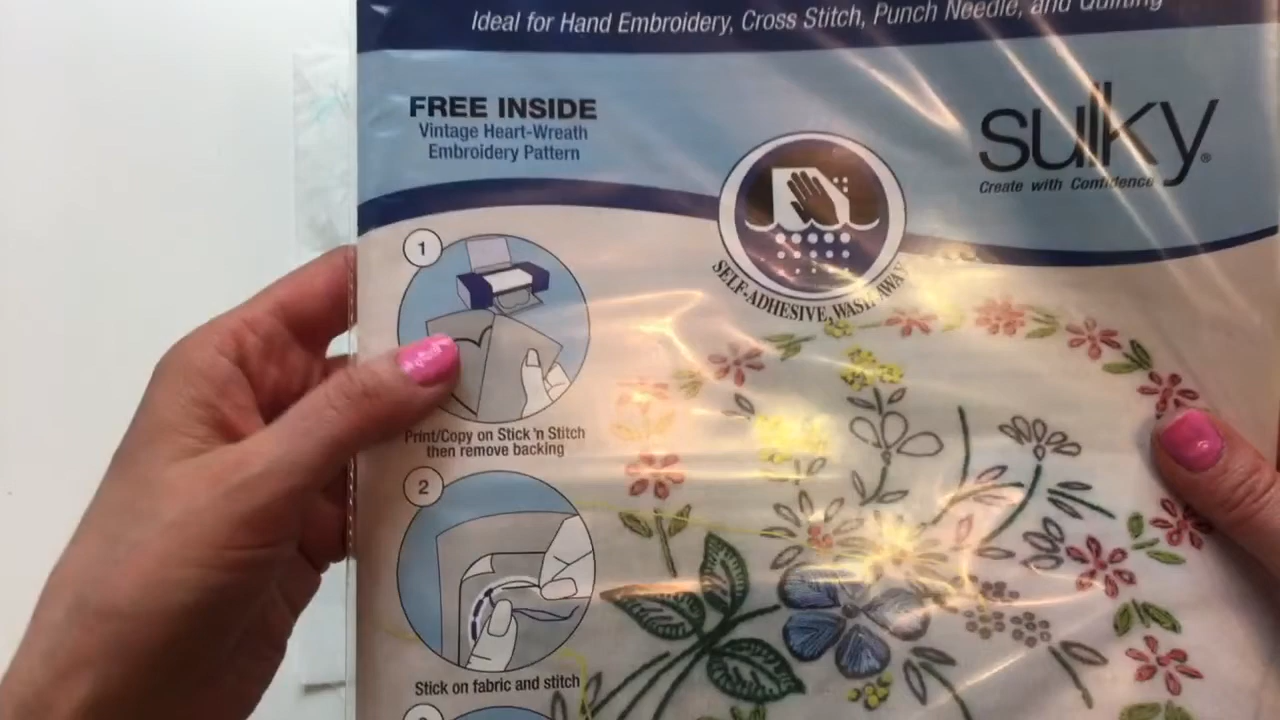 Ideal for Hand Embroidery, Cross Stitch, Punch Needle, and Quilting
FREE INSIDE
Vintage Heart-Wreath
Embroidery Pattern
sulky®
Create with Confidence
SELF-ADHESIVE, WASH-AWAY
1
Print/Copy on Stick 'n Stitch
then remove backing
2
Stick on fabric and stitch